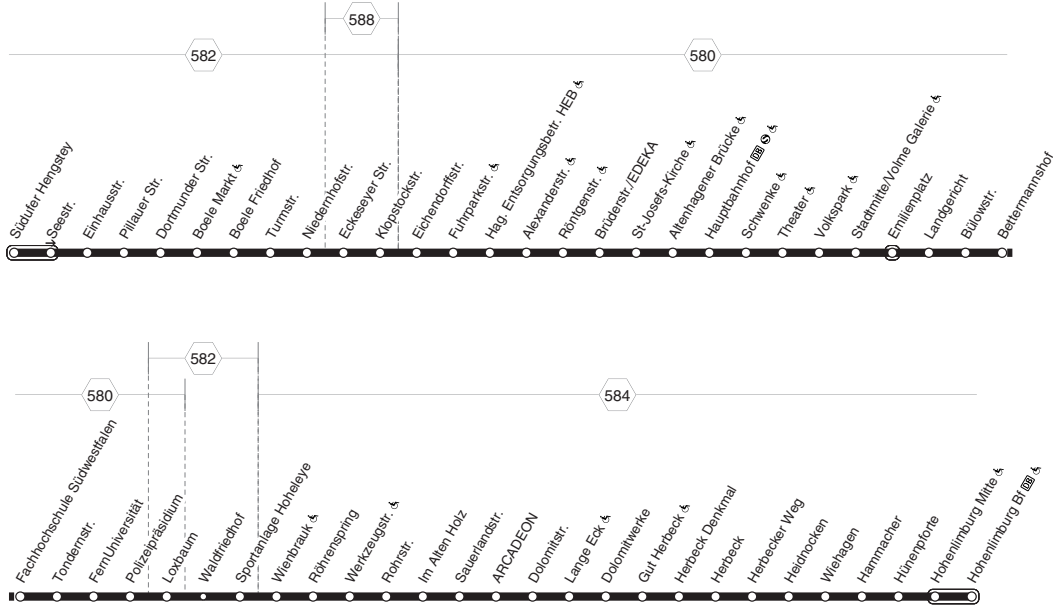 588
582
580
Südufer Hengstey
Seestr.
Einhausstr.
Pillauer Str.
Dortmunder Str.
Boele Markt
Boele Friedhof
Turmstr.
Niedernhofstr.
Eckeseyer Str.
Klopstockstr.
Eichendorffstr.
Fuhrparkstr.
Hag. Entsorgungsbetr. HEB
Alexanderstr.
Röntgenstr.
Brüderstr./EDEKA
St-Josefs-Kirche
Altenhagener Brücke
Hauptbahnhof DB S
Schwenke
Theater
Volkspark
Stadtmitte/Volme Galerie
Emilienplatz
Landgericht
Bülowstr.
Bettermannshof
582
580
584
Fachhochschule Südwestfalen
Tondernstr.
FernUniversität
Polizeipräsidium
Loxbaum
Waldfriedhof
Sportanlage Hoheleye
Wienbrauk
Röhrenspring
Werkzeugstr.
Rohrstr.
Im Alten Holz
Sauerlandstr.
ARCADEON
Dolomitstr.
Lange Eck
Dolomitwerke
Gut Herbeck
Herbeck Denkmal
Herbeck
Herbecker Weg
Heidnocken
Wiehagen
Hammacher
Hünenpforte
Hohenlimburg Mitte
Hohenlimburg Bf DB